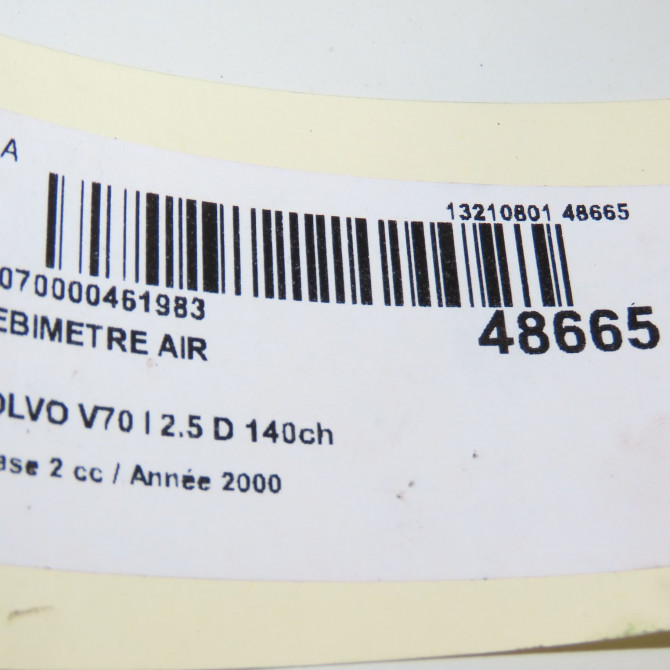 A
13210801 48665
070000461983
48665
EBIMETRE AIR
OLVO V70 I 2.5 D 140ch
ase 2 cc / Année 2000